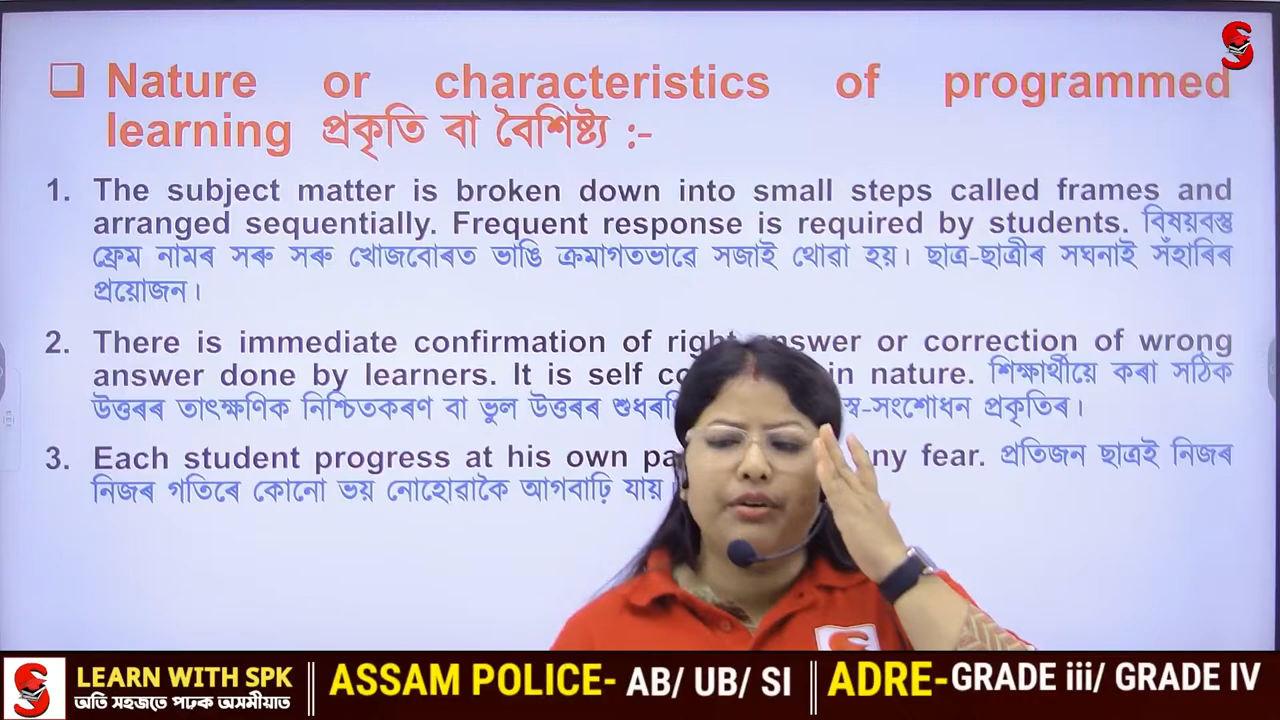 ❑ Nature or characteristics of programmed
learning প্ৰকৃতি বা বৈশিষ্ট্য :-
1. The subject matter is broken down into small steps called frames and
arranged sequentially. Frequent response is required by students. বিষয়বস্তু
ফ্ৰেম নামৰ সৰু সৰু খোজবোৰত ভাঙি ক্ৰমাগতভাৱে সজাই থোৱা হয়। ছাত্ৰ-ছাত্ৰীৰ সঘনাই সঁহাৰিৰ
প্ৰয়োজন।
2. There is immediate confirmation of right answer or correction of wrong
answer done by learners. It is self in nature. শিক্ষাৰ্থীয়ে কৰা সঠিক
উত্তৰৰ তাৎক্ষণিক নিশ্চিতকৰণ বা ভুল উত্তৰৰ স্ব-সংশোধন প্ৰকৃতিৰ।
3. Each student progress at his own any fear. প্ৰতিজন ছাত্ৰই নিজৰ
নিজৰ গতিৰে কোনো ভয় নোহোৱাকৈ আগবাঢ়ি যায়
LEARN WITH SPK
অতি সহজতে পঢ়ক অসমীয়াত
ASSAM POLICE- AB/ UB/ SI
ADRE-GRADE iii/ GRADE IV